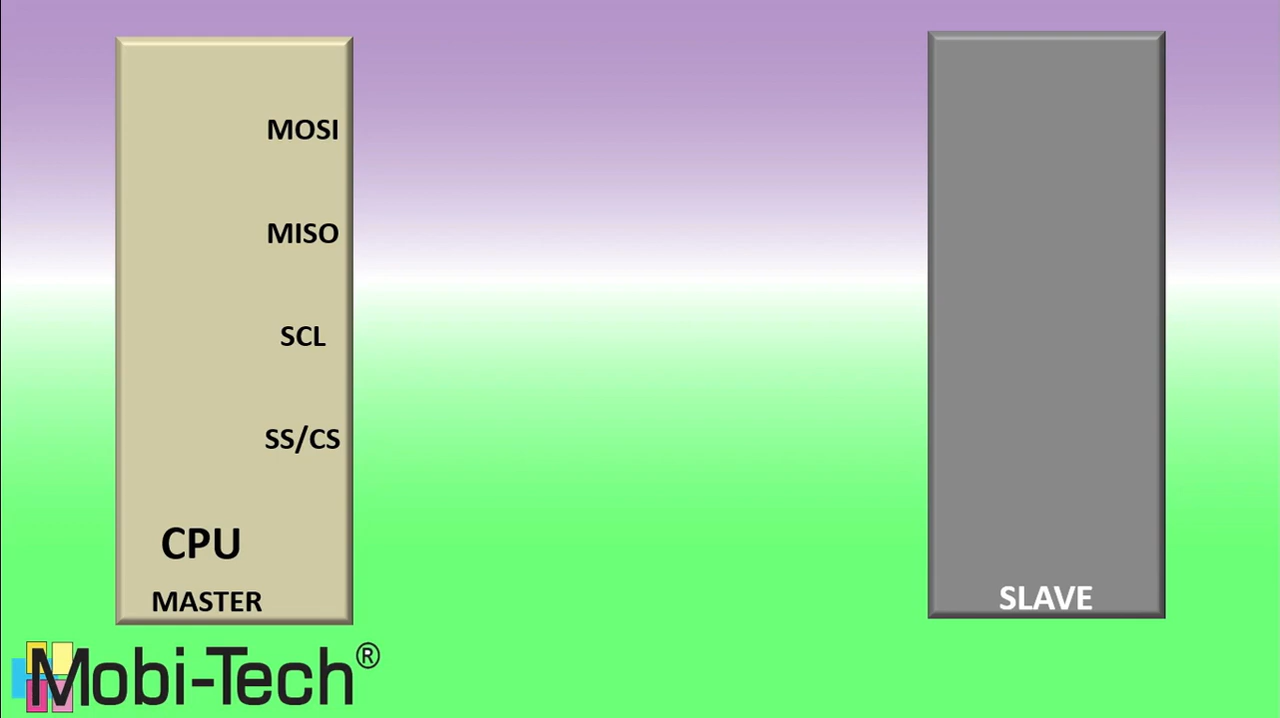 MOSI
MISO
SCL
SS/CS
CPU
MASTER
SLAVE
Mobi-Tech®